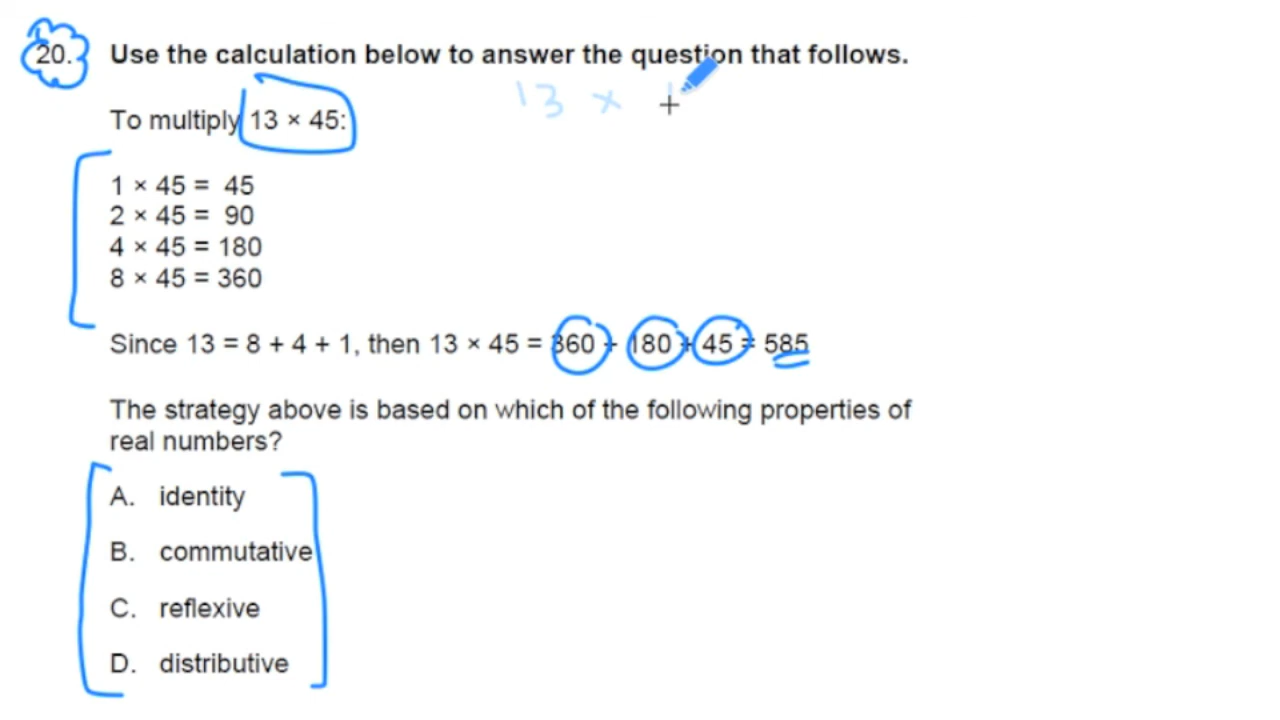 20. Use the calculation below to answer the question that follows.
13 ×
To multiply 13 × 45:
1 × 45 = 45
2 × 45 = 90
4 × 45 = 180
8 × 45 = 360
Since 13 = 8 + 4 + 1, then 13 × 45 = 360 + 180 + 45 = 585
The strategy above is based on which of the following properties of
real numbers?
A. identity
B. commutative
C. reflexive
D. distributive